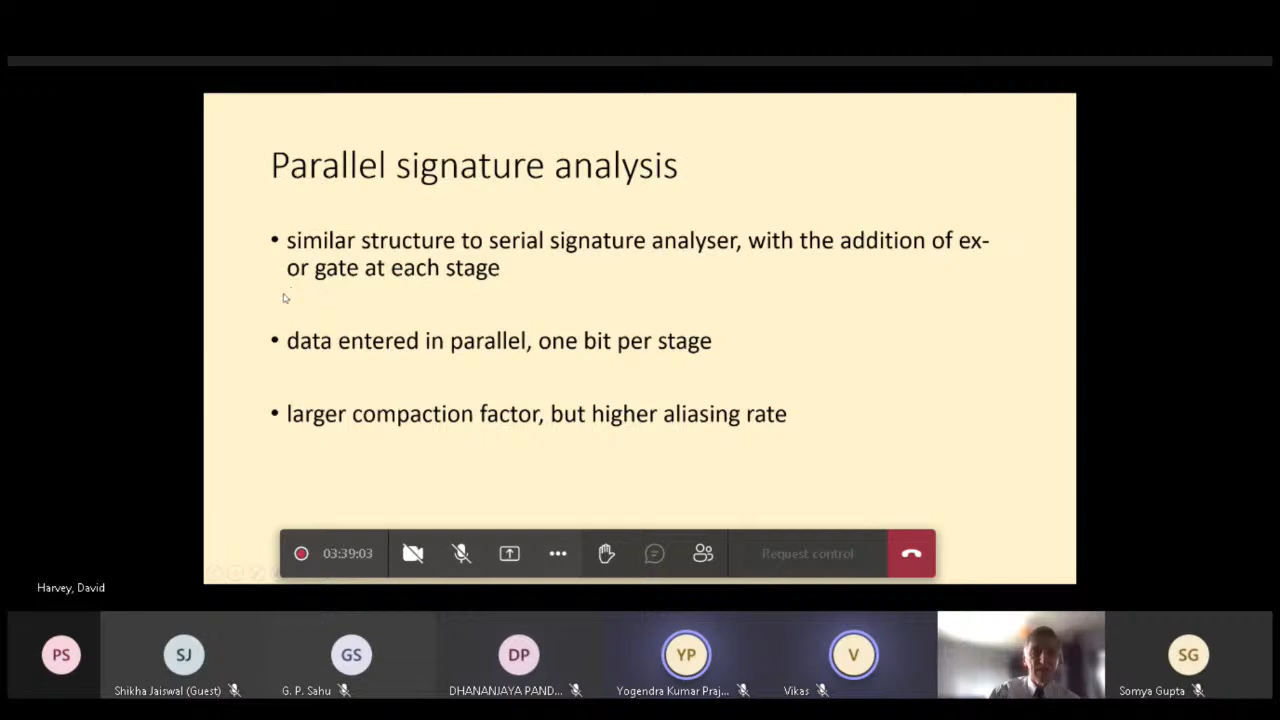 Parallel signature analysis
• similar structure to serial signature analyser, with the addition of ex-
or gate at each stage
• data entered in parallel, one bit per stage
• larger compaction factor, but higher aliasing rate
03:39:03
Request control
Harvey, David
PS
SJ
GS
DP
YP
V
SG
Shikha Jaiswal (Guest)
G. P. Sahu
DHANANJAYA PAND...
Yogendra Kumar Praj...
Vikas
Somya Gupta